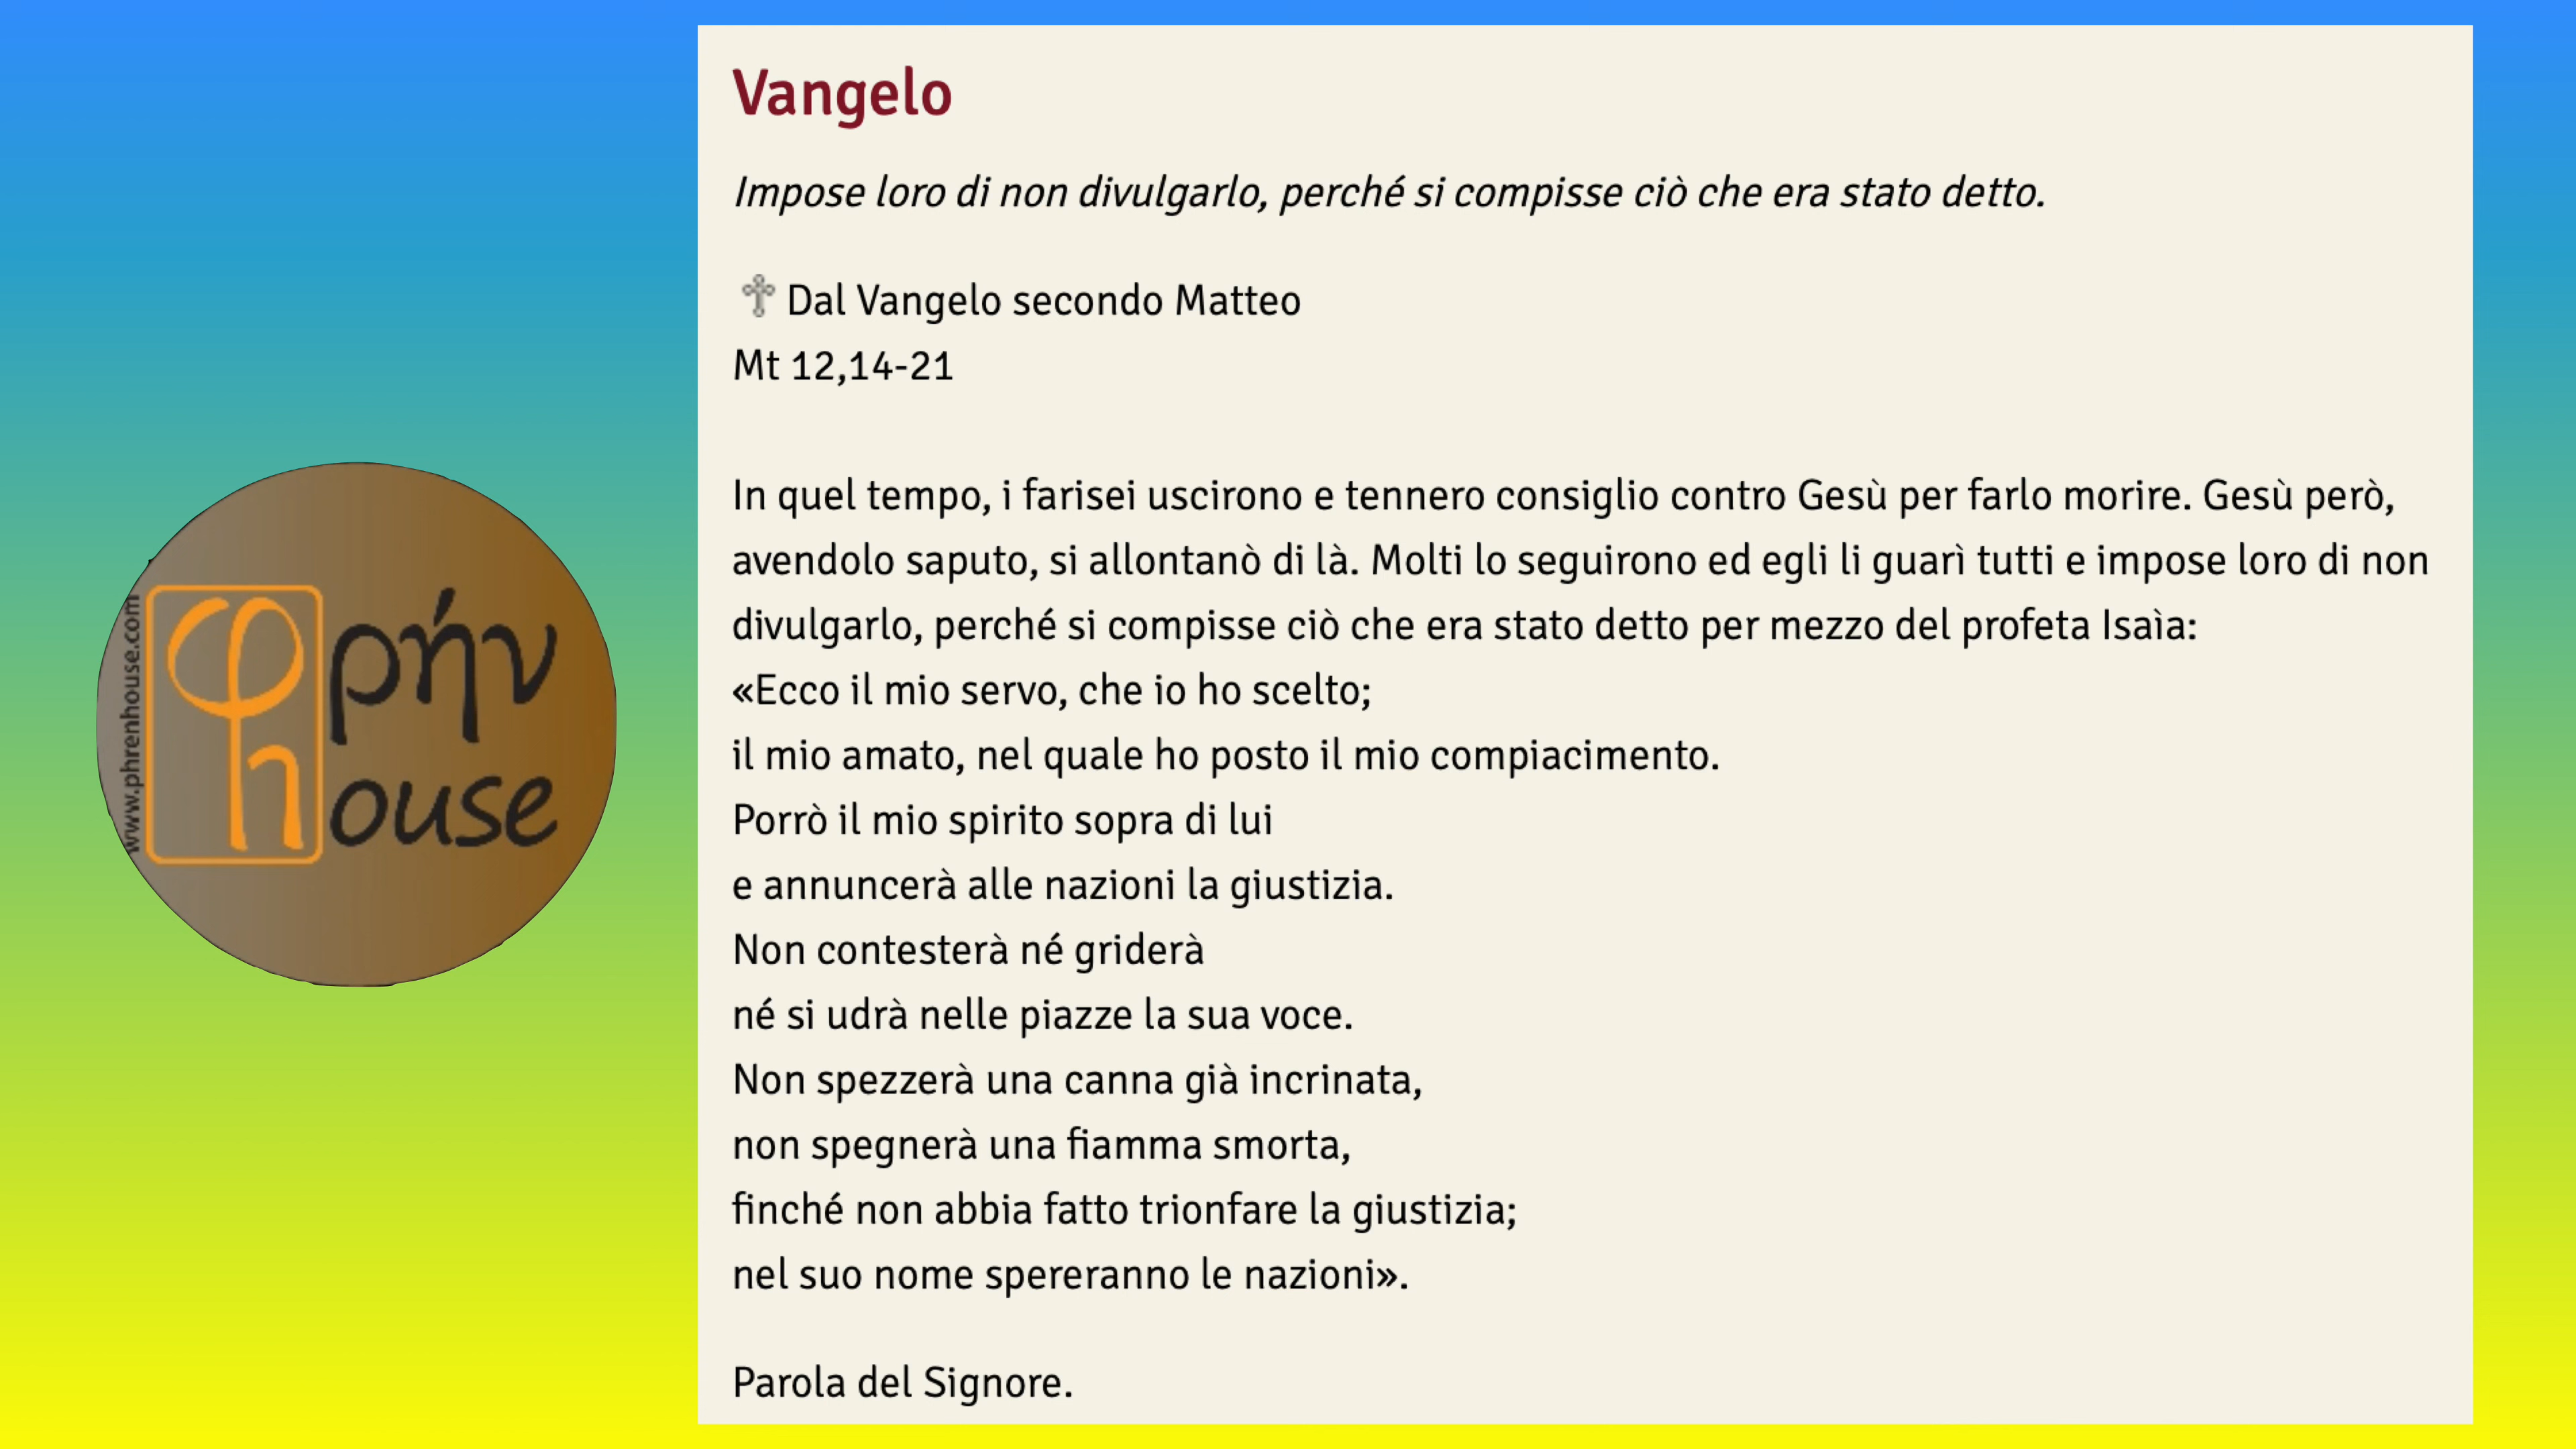 Vangelo
Impose loro di non divulgarlo, perché si compisse ciò che era stato detto.
Dal Vangelo secondo Matteo
Mt 12,14-21
In quel tempo, i farisei uscirono e tennero consiglio contro Gesù per farlo morire. Gesù però,
avendolo saputo, si allontanò di là. Molti lo seguirono ed egli li guarì tutti e impose loro di non
divulgarlo, perché si compisse ciò che era stato detto per mezzo del profeta Isaìa:
«Ecco il mio servo, che io ho scelto;
il mio amato, nel quale ho posto il mio compiacimento.
Porrò il mio spirito sopra di lui
e annuncerà alle nazioni la giustizia.
Non contesterà né griderà
né si udrà nelle piazze la sua voce.
Non spezzerà una canna già incrinata,
non spegnerà una fiamma smorta,
finché non abbia fatto trionfare la giustizia;
nel suo nome spereranno le nazioni».
Parola del Signore.
www.phrenhouse.com
φρήν
house